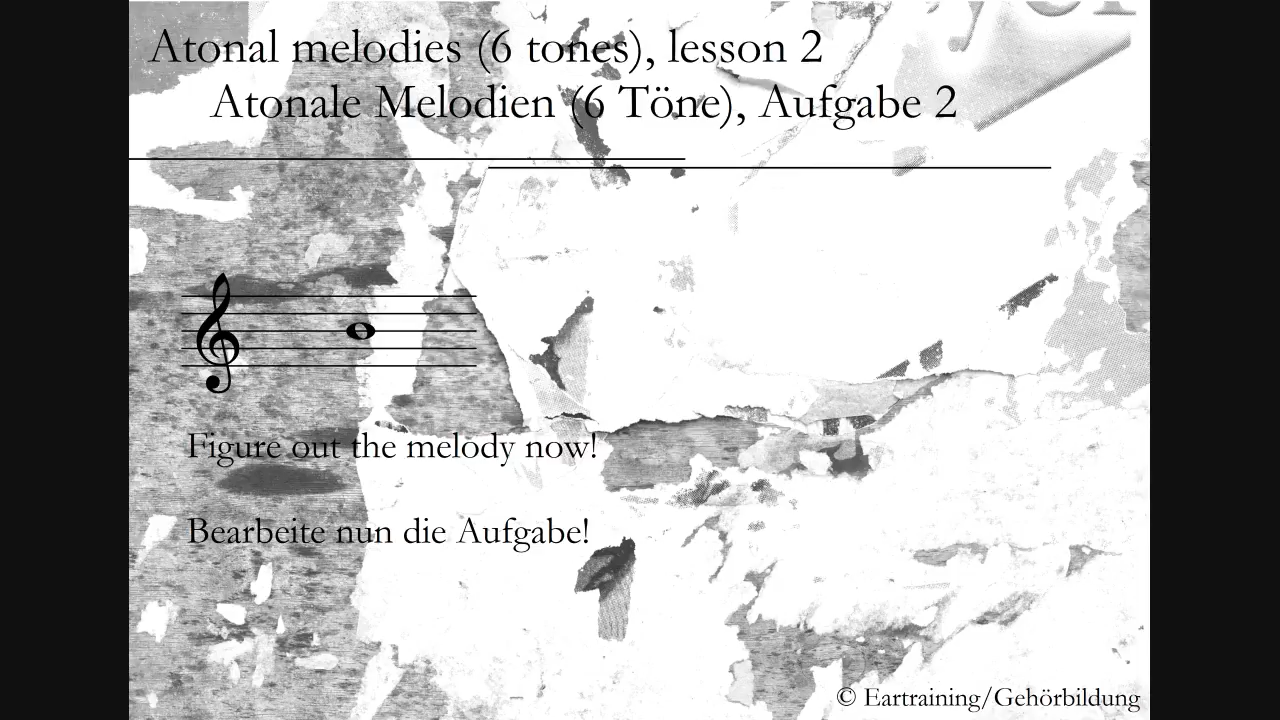 Atonal melodies (6 tones), lesson 2
Atonale Melodien (6 Töne), Aufgabe 2
Figure out the melody now!
Bearbeite nun die Aufgabe!
© Eartraining/Gehörbildung